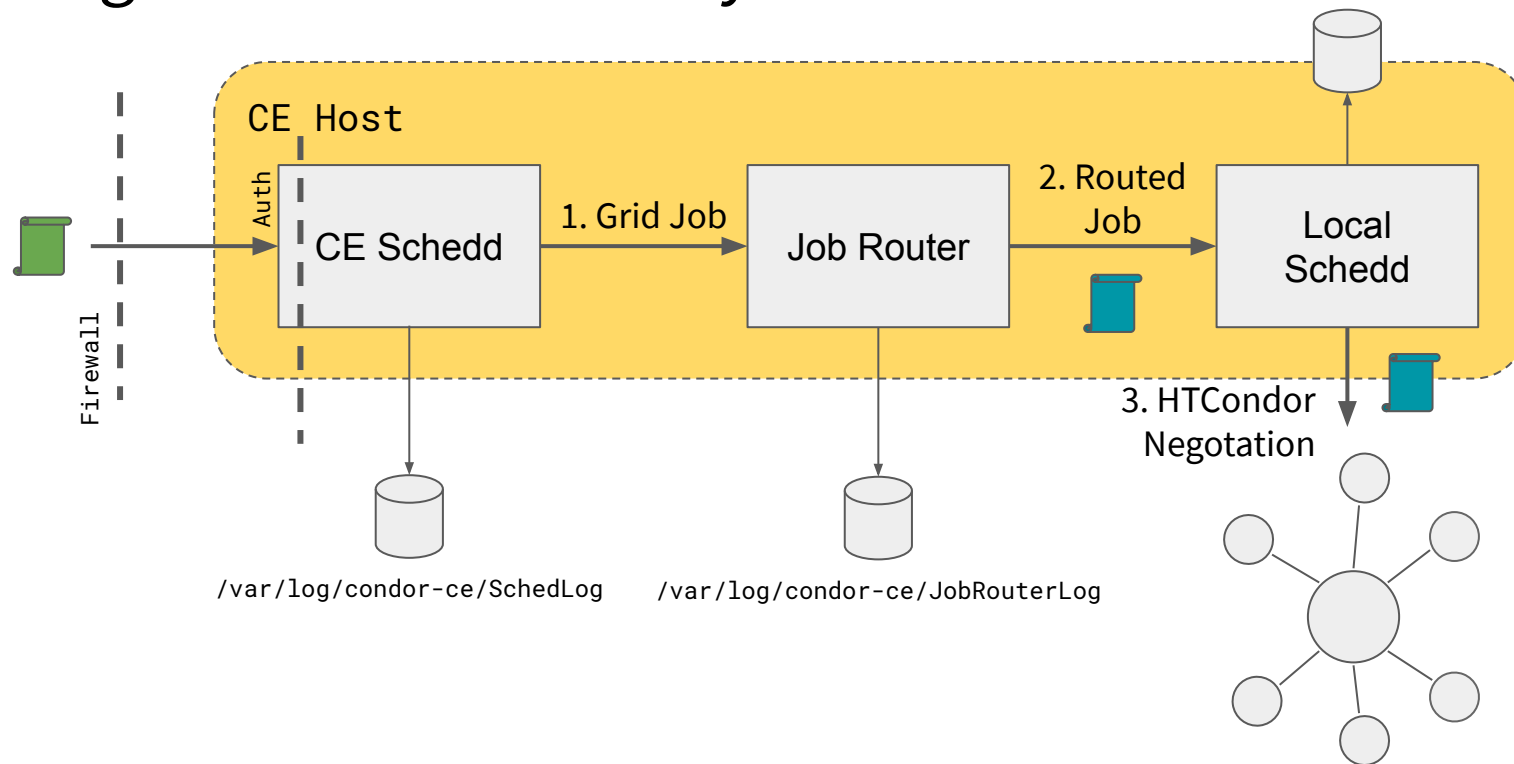 CE Host
Firewall
Auth
CE Schedd
1. Grid Job
Job Router
2. Routed
Job
Local
Schedd
3. HTCondor
Negotation
/var/log/condor-ce/SchedLog
/var/log/condor-ce/JobRouterLog